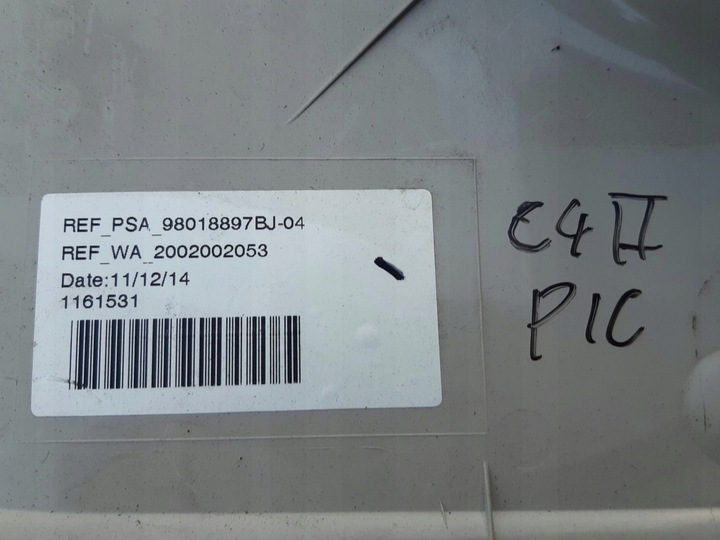 REF_PSA_98018897BJ-04
REF_WA_2002002053
Date:11/12/14
1161531
C4 II
PIC